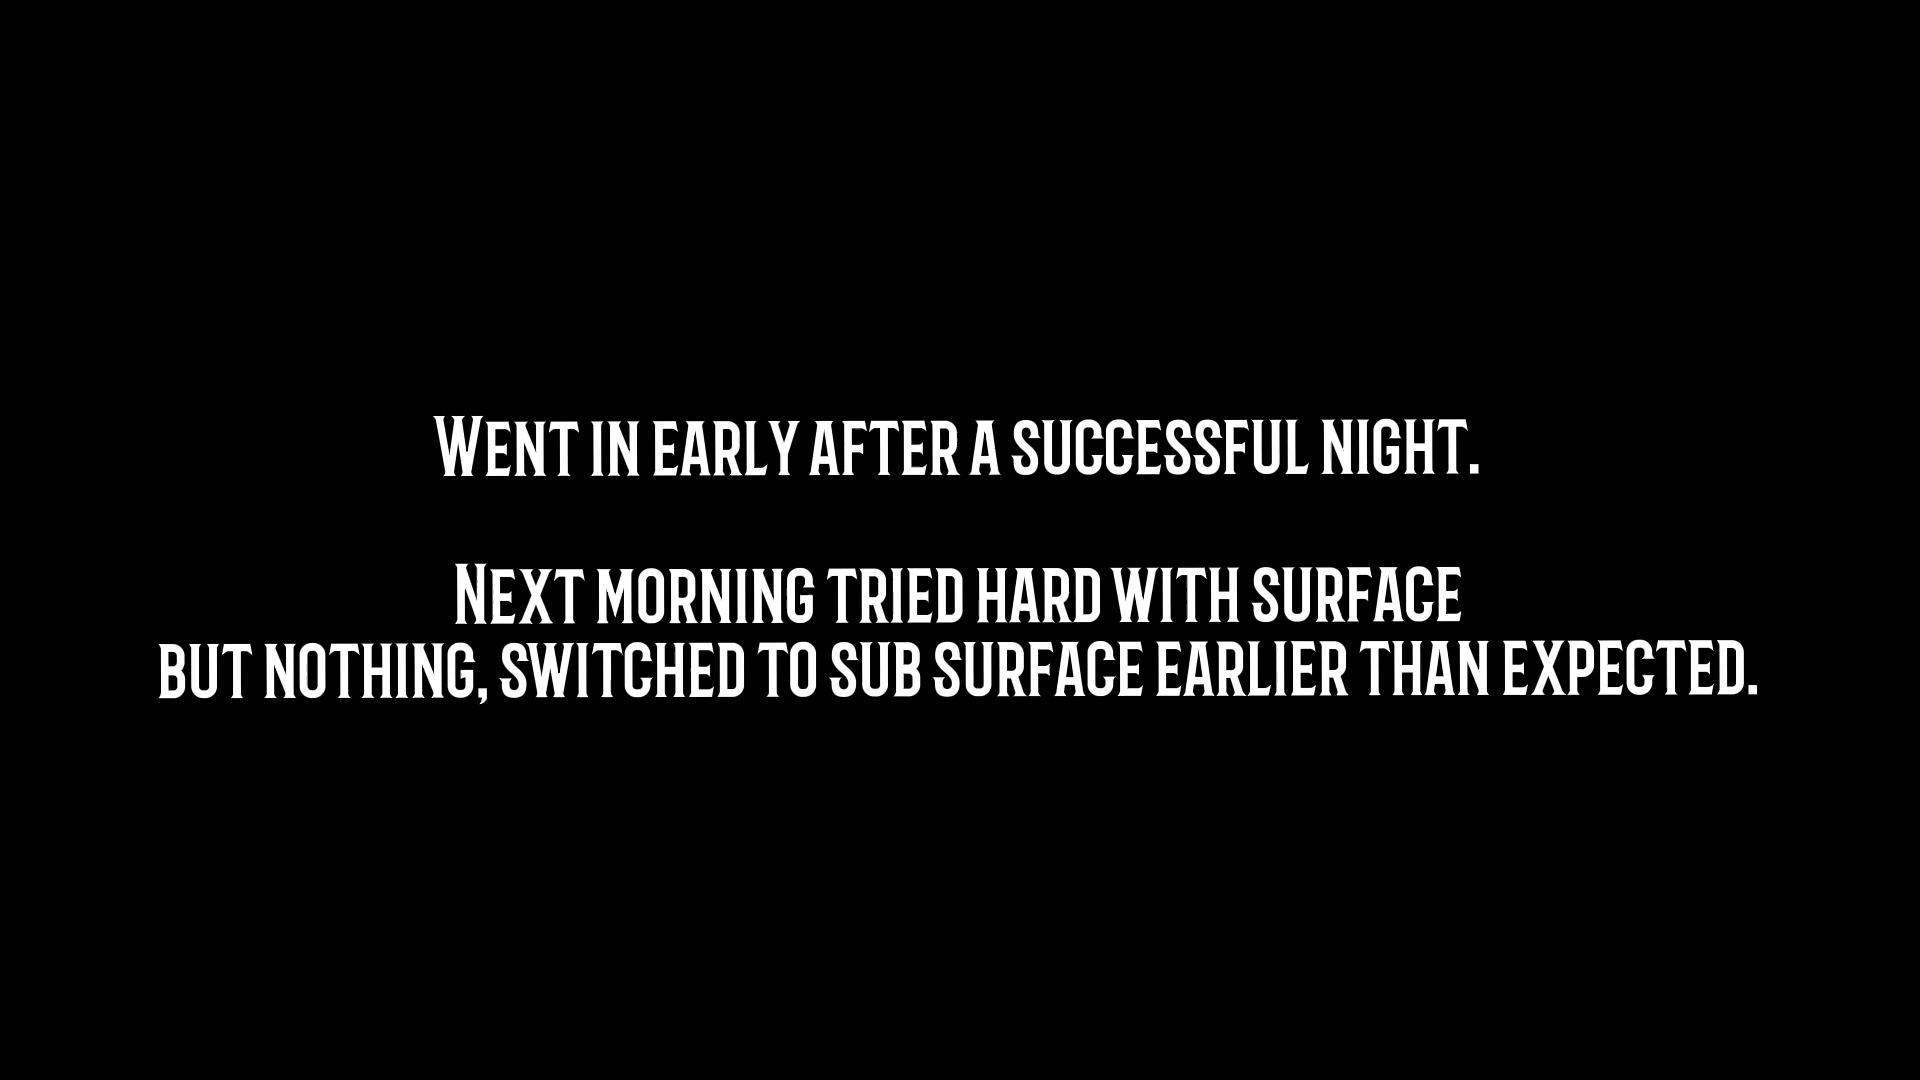 Went in early after a successful night.
Next morning tried hard with surface
but nothing, switched to sub surface earlier than expected.